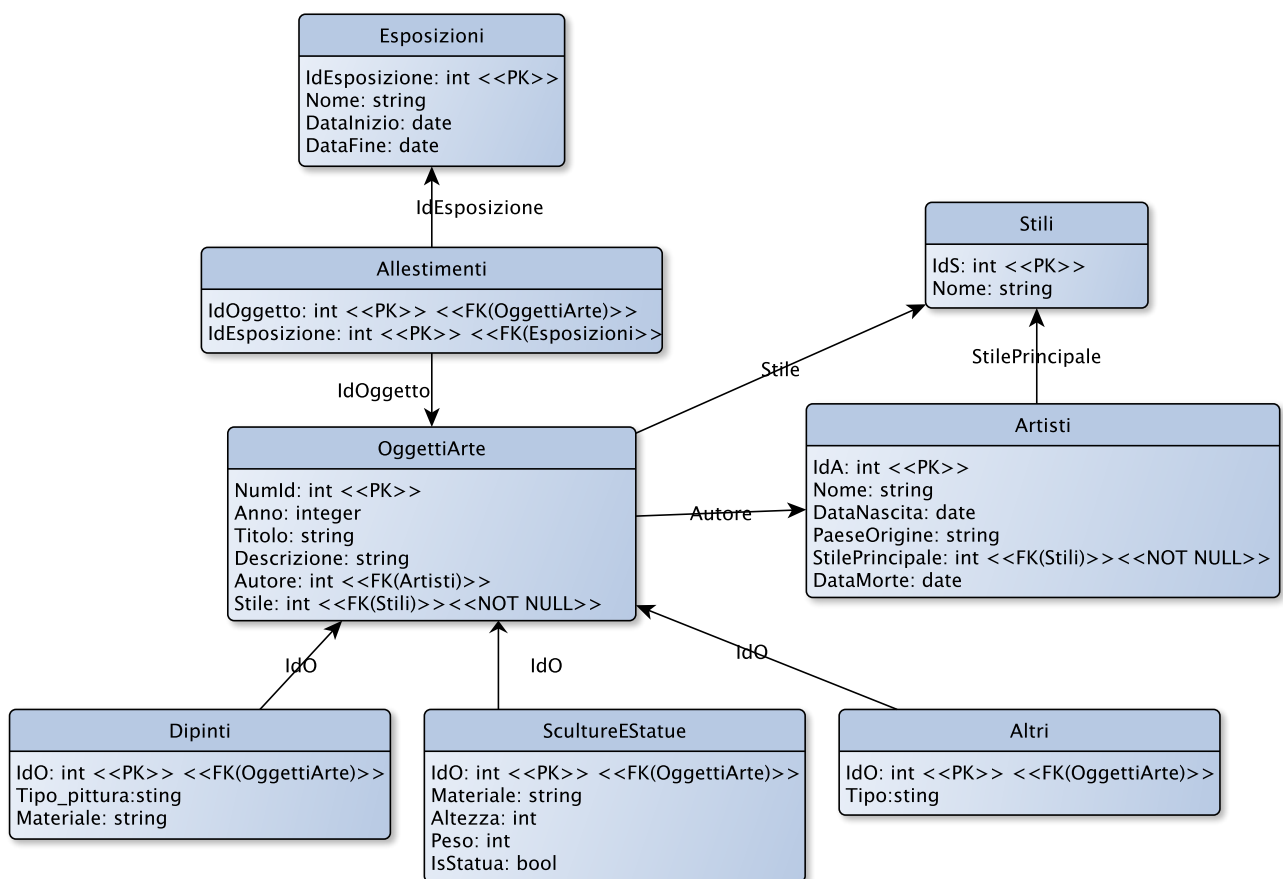 Esposizioni
IdEsposizione: int <<PK>>
Nome: string
DataInizio: date
DataFine: date
IdEsposizione
Allestimenti
IdOggetto: int <<PK>> <<FK(OggettiArte)>>
IdEsposizione: int <<PK>> <<FK(Esposizioni>>
IdOggetto
Stili
IdS: int <<PK>>
Nome: string
Stile
StilePrincipale
OggettiArte
NumId: int <<PK>>
Anno: integer
Titolo: string
Descrizione: string
Autore: int <<FK(Artisti)>>
Stile: int <<FK(Stili)>><<NOT NULL>>
Autore
Artisti
IdA: int <<PK>>
Nome: string
DataNascita: date
PaeseOrigine: string
StilePrincipale: int <<FK(Stili)>><<NOT NULL>>
DataMorte: date
IdO
IdO
IdO
Dipinti
IdO: int <<PK>> <<FK(OggettiArte)>>
Tipo_pittura:sting
Materiale: string
ScultureEStatue
IdO: int <<PK>> <<FK(OggettiArte)>>
Materiale: string
Altezza: int
Peso: int
IsStatua: bool
Altri
IdO: int <<PK>> <<FK(OggettiArte)>>
Tipo:sting